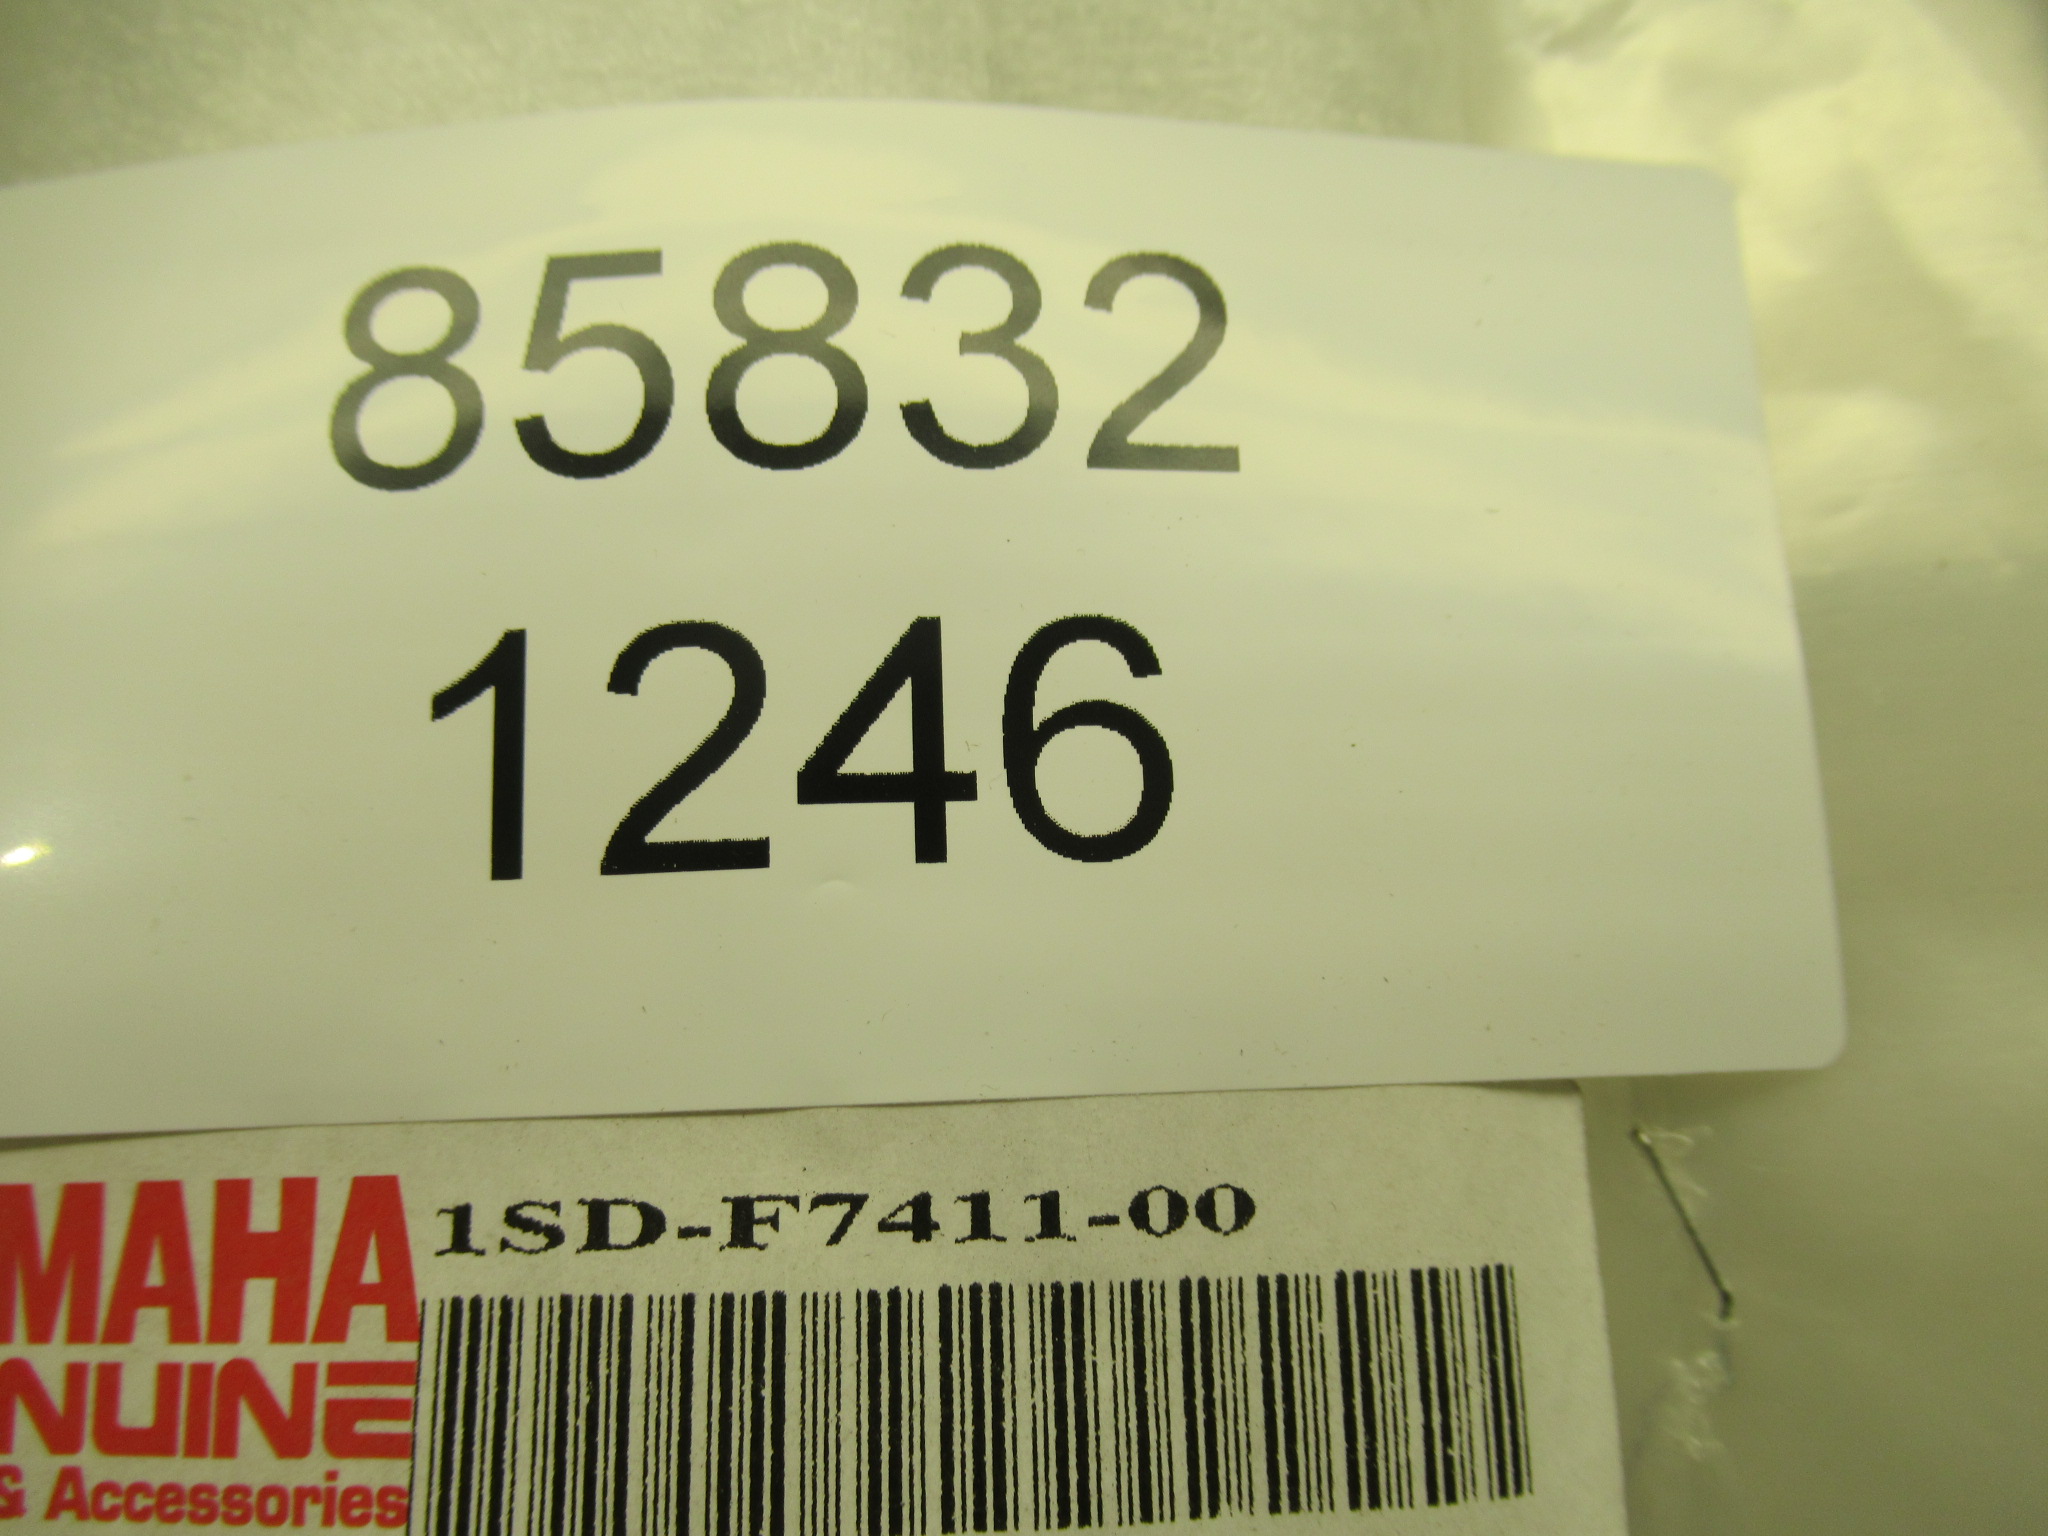 85832
1246
MAHA
1SD-F7411-00
NUINE
& Accessories